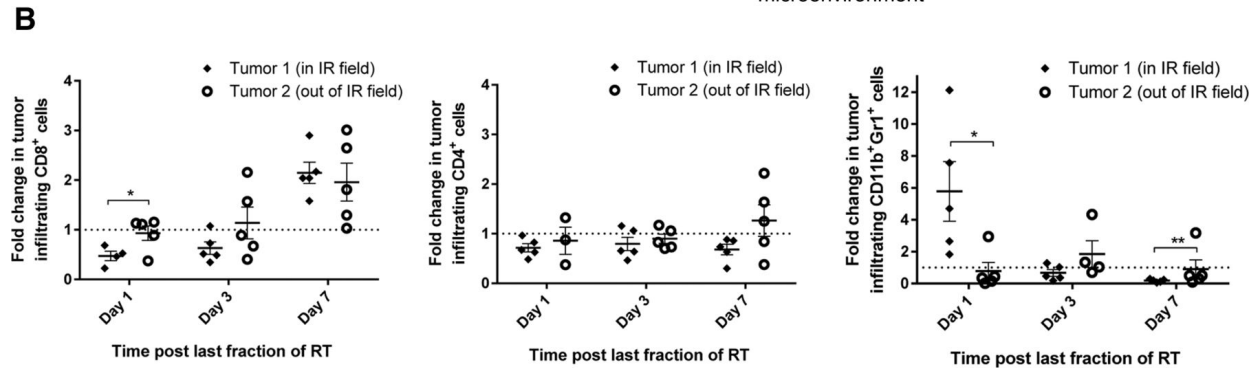 microenvironment
B
Tumor 1 (in IR field)
Tumor 2 (out of IR field)
Fold change in tumor
infiltrating CD8⁺ cells
4
3
2
1
0
*
Day 1
Day 3
Day 7
Time post last fraction of RT
Tumor 1 (in IR field)
Tumor 2 (out of IR field)
Fold change in tumor
infiltrating CD4⁺ cells
4
3
2
1
0
Day 1
Day 3
Day 7
Time post last fraction of RT
Tumor 1 (in IR field)
Tumor 2 (out of IR field)
Fold change in tumor
infiltrating CD11b⁺Gr1⁺ cells
12
10
8
6
4
2
0
*
**
Day 1
Day 3
Day 7
Time post last fraction of RT